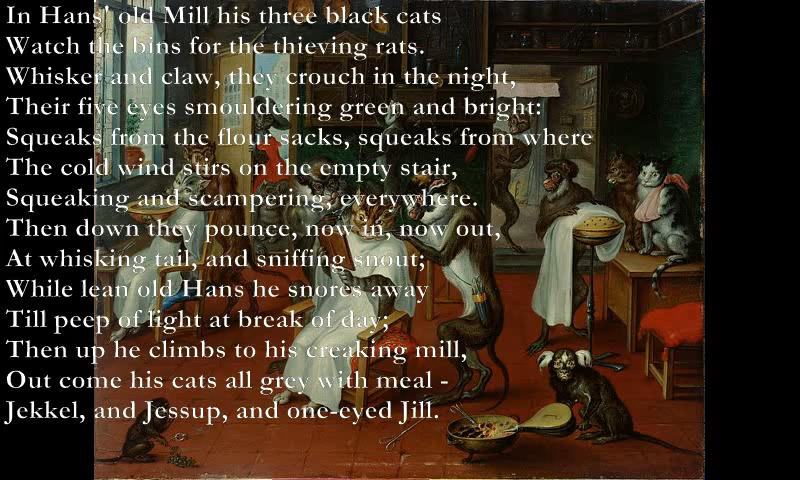 In Hans' old Mill his three black cats
Watch the bins for the thieving rats.
Whisker and claw, they crouch in the night,
Their five eyes smouldering green and bright:
Squeaks from the flour sacks, squeaks from where
The cold wind stirs on the empty stair,
Squeaking and scampering, everywhere.
Then down they pounce, now in, now out,
At whisking tail, and sniffing snout;
While lean old Hans he snores away
Till peep of light at break of day;
Then up he climbs to his creaking mill,
Out come his cats all grey with meal -
Jekkel, and Jessup, and one-eyed Jill.